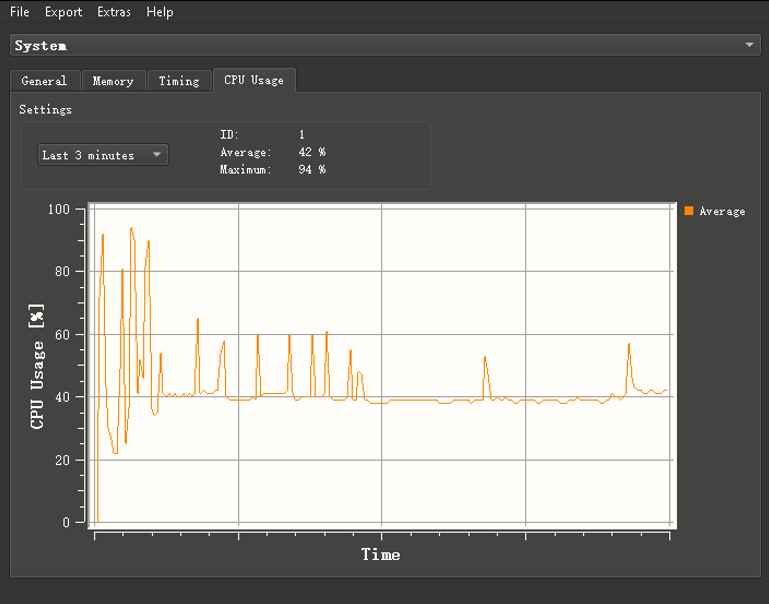 File Export Extras Help
System
General Memory Timing CPU Usage
Settings
Last 3 minutes
ID: 1
Average: 42 %
Maximum: 94 %
Average
100
80
60
40
20
0
CPU Usage [%]
Time